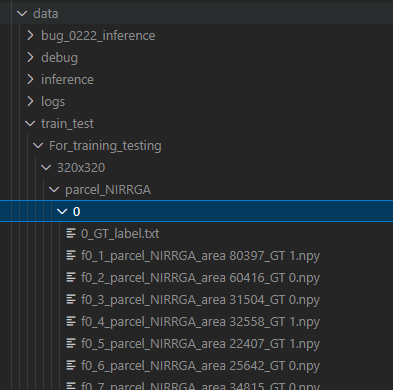 data
bug_0222_inference
debug
inference
logs
train_test
For_training_testing
320x320
parcel_NIRRGA
0
0_GT_label.txt
f0_1_parcel_NIRRGA_area 80397_GT 1.npy
f0_2_parcel_NIRRGA_area 60416_GT 0.npy
f0_3_parcel_NIRRGA_area 31504_GT 0.npy
f0_4_parcel_NIRRGA_area 32558_GT 1.npy
f0_5_parcel_NIRRGA_area 22407_GT 1.npy
f0_6_parcel_NIRRGA_area 25642_GT 0.npy
f0_7_parcel_NIRRGA_area 34815_GT 0.npy